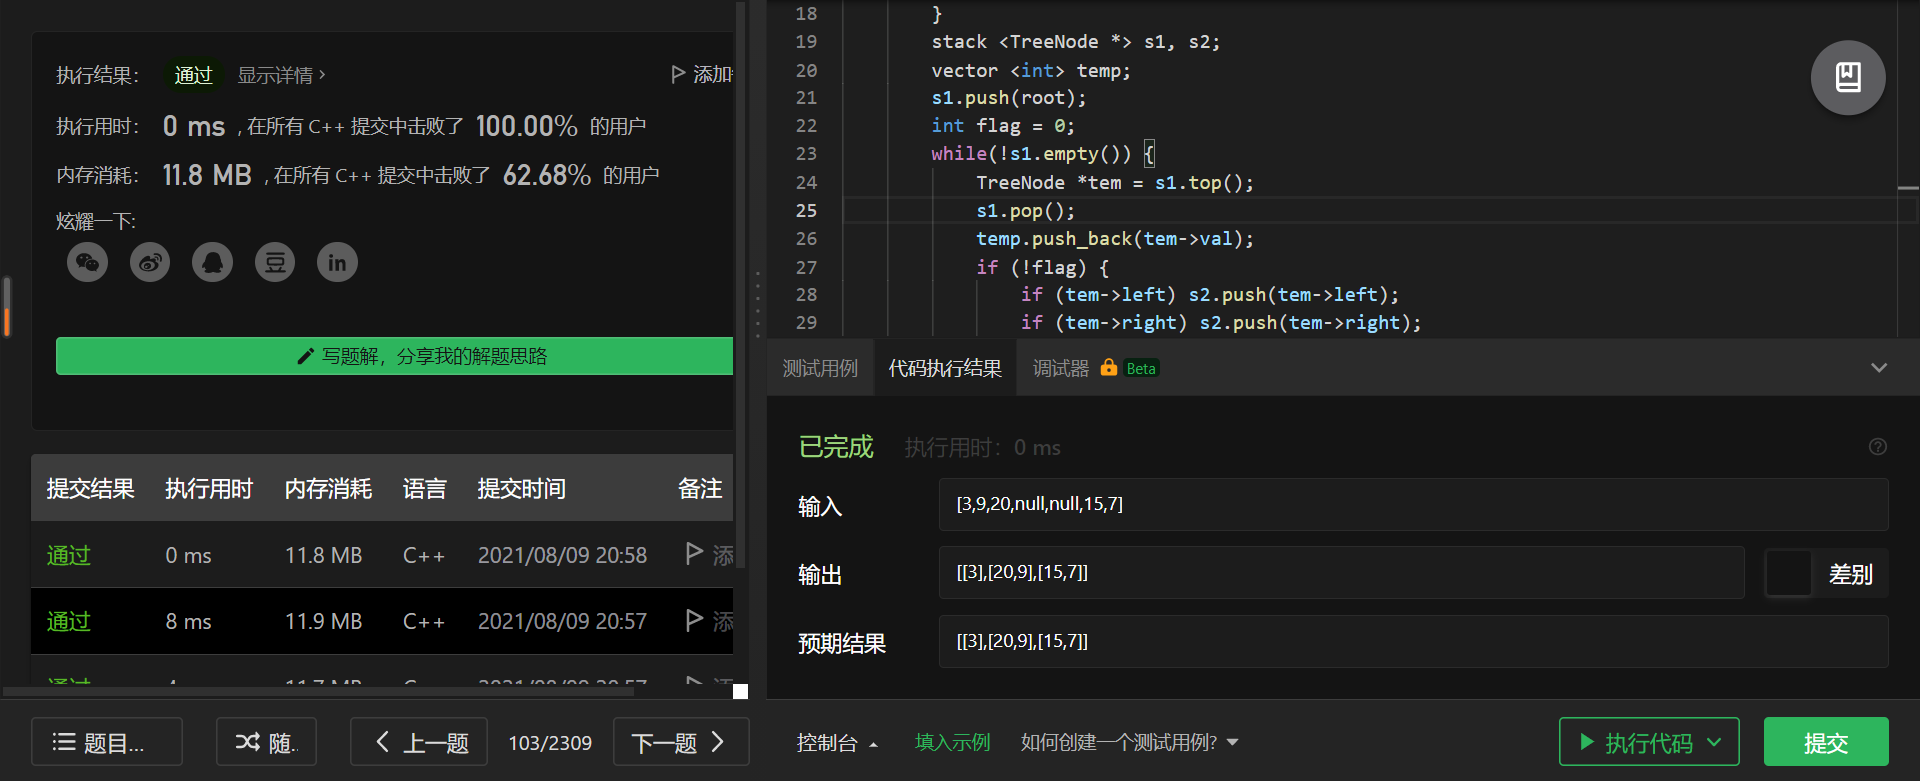 执行结果： 通过 显示详情 > 添加
执行用时： 0 ms , 在所有 C++ 提交中击败了 100.00% 的用户
内存消耗： 11.8 MB , 在所有 C++ 提交中击败了 62.68% 的用户
炫耀一下:
写题解，分享我的解题思路
提交结果 执行用时 内存消耗 语言 提交时间 备注
通过 0 ms 11.8 MB C++ 2021/08/09 20:58 添
通过 8 ms 11.9 MB C++ 2021/08/09 20:57 添
题目... 随. 上一题 103/2309 下一题
18 }
19 stack <TreeNode *> s1, s2;
20 vector <int> temp;
21 s1.push(root);
22 int flag = 0;
23 while(!s1.empty()) {
24 TreeNode *tem = s1.top();
25 s1.pop();
26 temp.push_back(tem->val);
27 if (!flag) {
28 if (tem->left) s2.push(tem->left);
29 if (tem->right) s2.push(tem->right);
测试用例 代码执行结果 调试器 Beta
已完成 执行用时：0 ms
输入 [3,9,20,null,null,15,7]
输出 [[3],[20,9],[15,7]] 差别
预期结果 [[3],[20,9],[15,7]]
控制台 填入示例 如何创建一个测试用例? 执行代码 提交